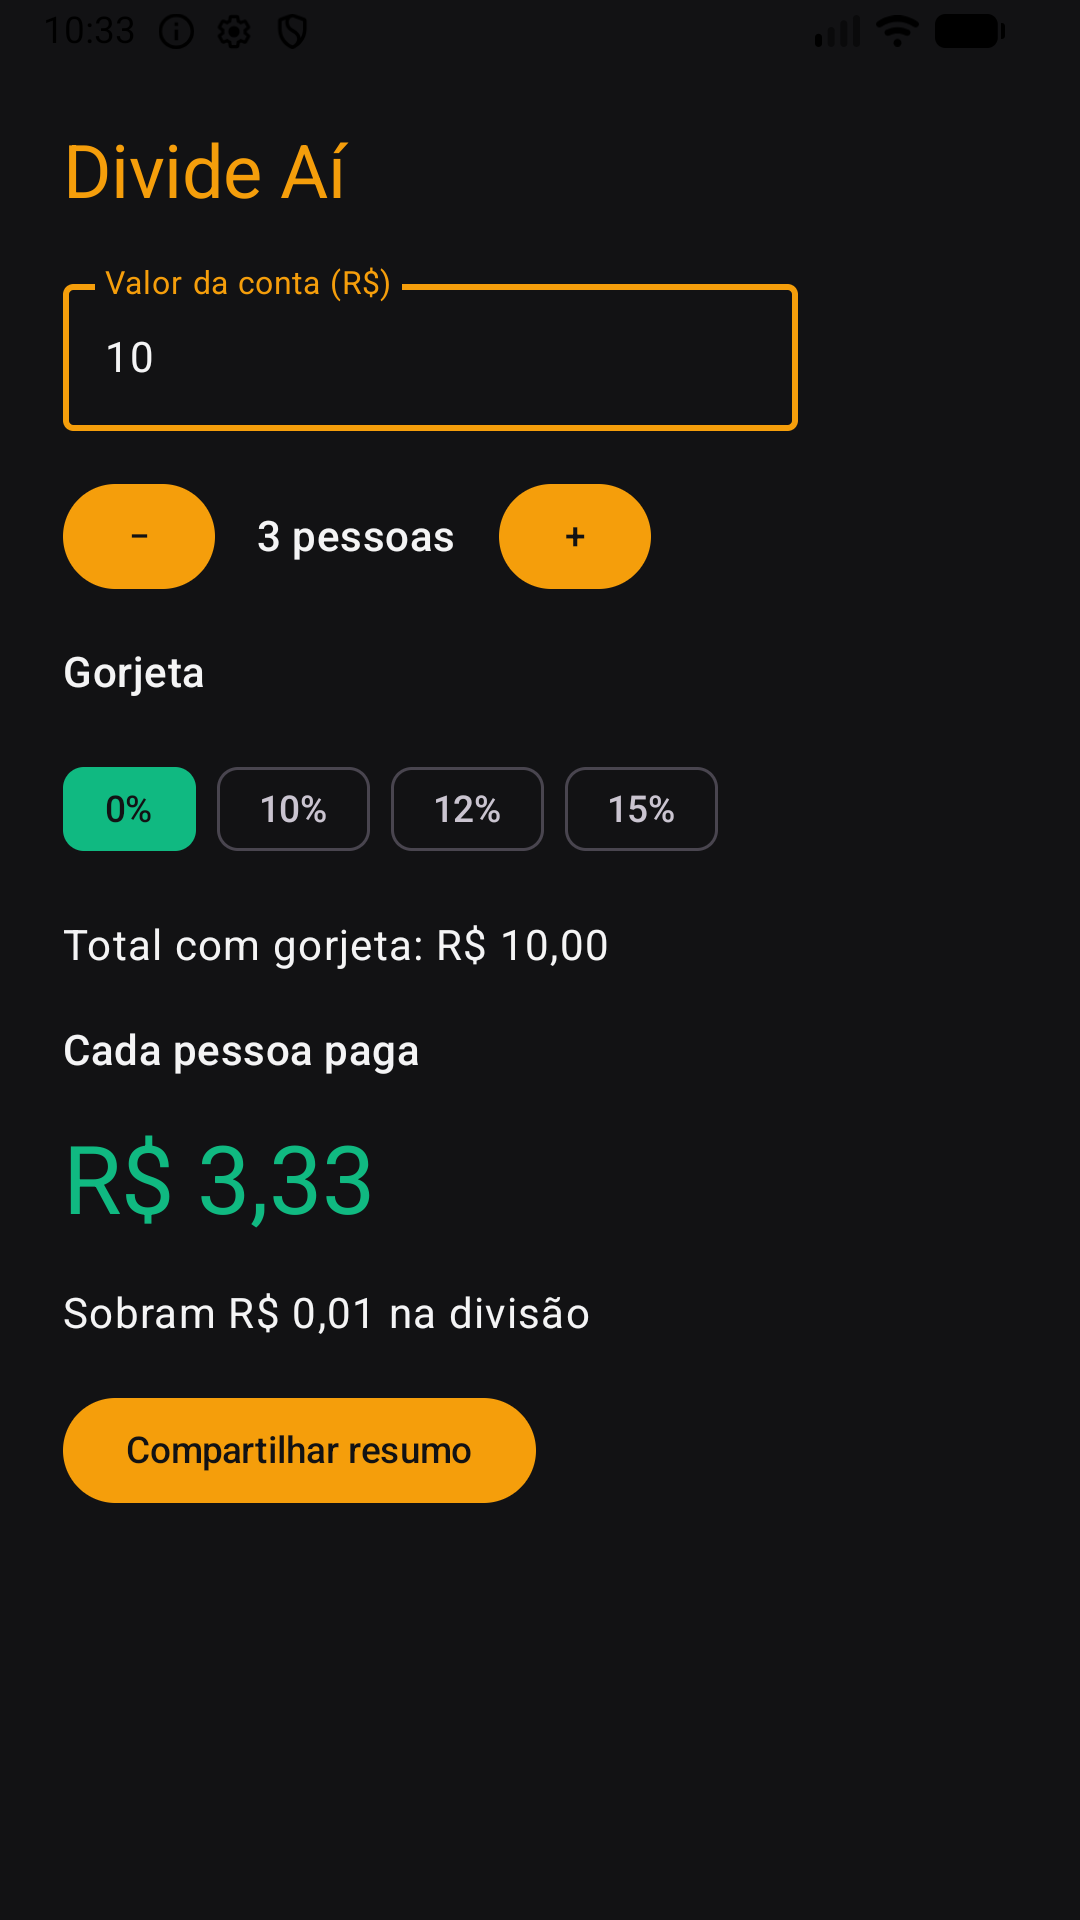 10:33
Divide Aí
Valor da conta (R$)
10
− 3 pessoas +
Gorjeta
0% 10% 12% 15%
Total com gorjeta: R$ 10,00
Cada pessoa paga
R$ 3,33
Sobram R$ 0,01 na divisão
Compartilhar resumo